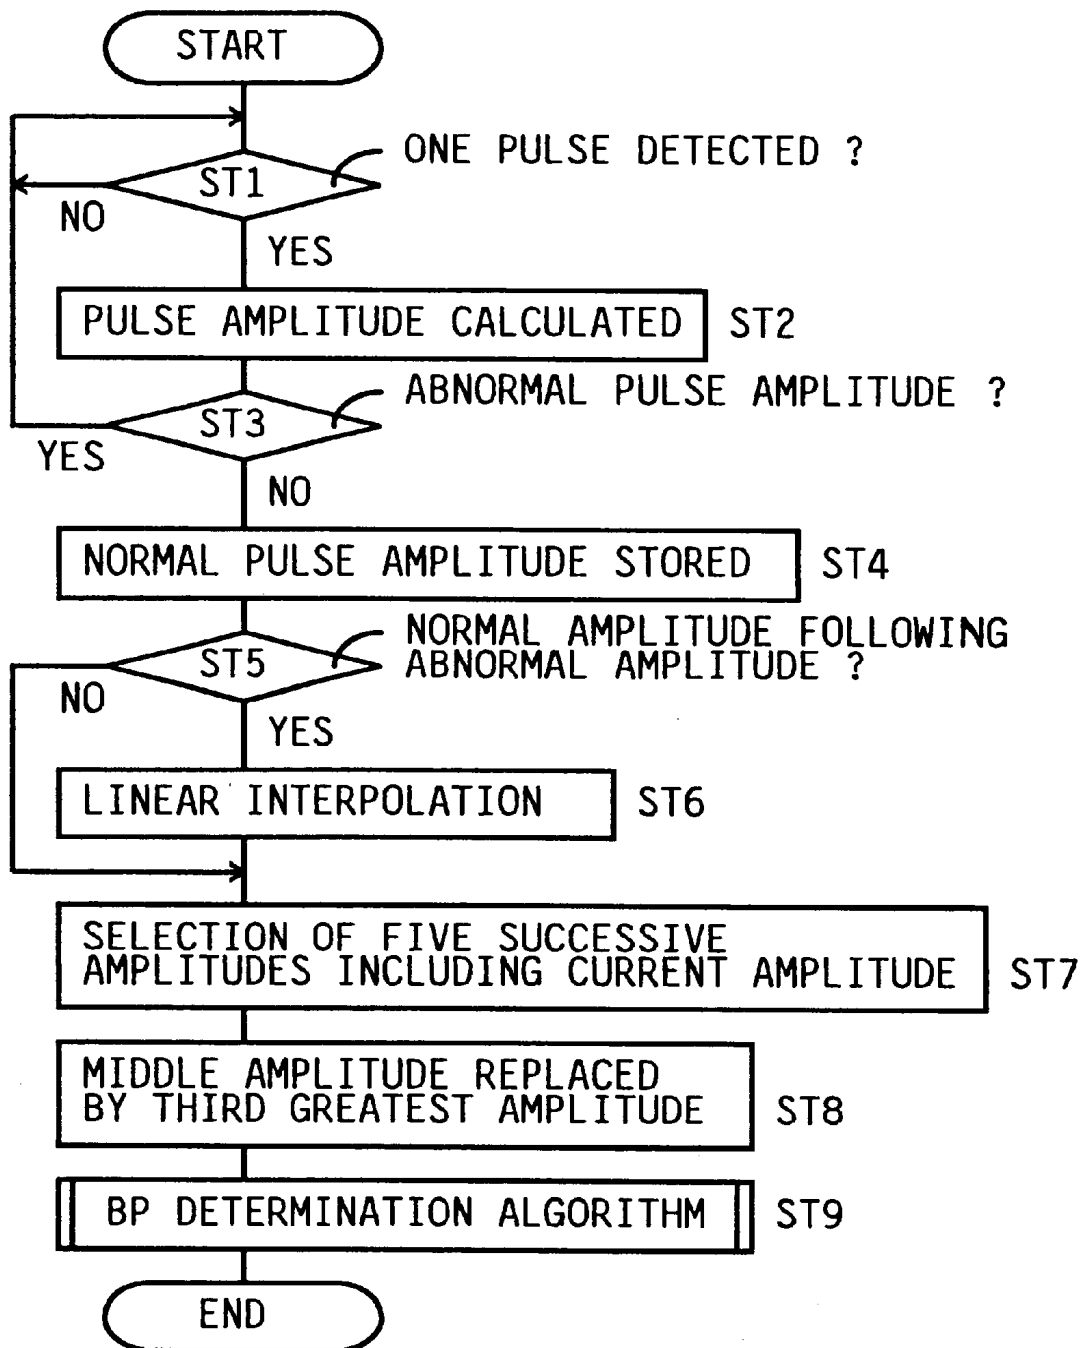 START
ONE PULSE DETECTED ?
ST1
NO
YES
PULSE AMPLITUDE CALCULATED
ST2
ABNORMAL PULSE AMPLITUDE ?
ST3
YES
NO
NORMAL PULSE AMPLITUDE STORED
ST4
NORMAL AMPLITUDE FOLLOWING
ABNORMAL AMPLITUDE ?
ST5
NO
YES
LINEAR INTERPOLATION
ST6
SELECTION OF FIVE SUCCESSIVE
AMPLITUDES INCLUDING CURRENT AMPLITUDE
ST7
MIDDLE AMPLITUDE REPLACED
BY THIRD GREATEST AMPLITUDE
ST8
BP DETERMINATION ALGORITHM
ST9
END